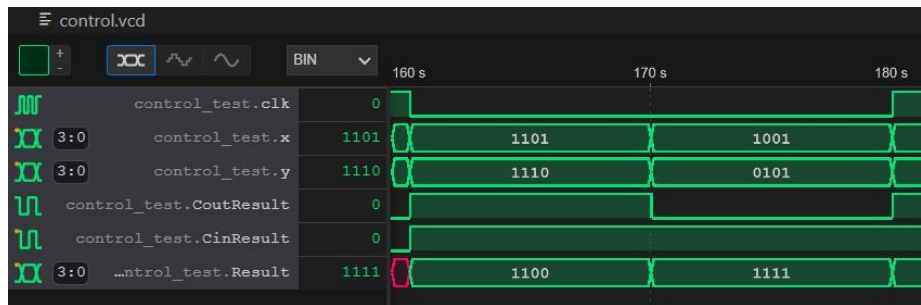 control.vcd
+
-
BIN
160 s 170 s 180 s
control_test.clk 0
3:0 control_test.x 1101 1101 1001
3:0 control_test.y 1110 1110 0101
control_test.CoutResult 0
control_test.CinResult 0
3:0 …ntrol_test.Result 1111 1100 1111